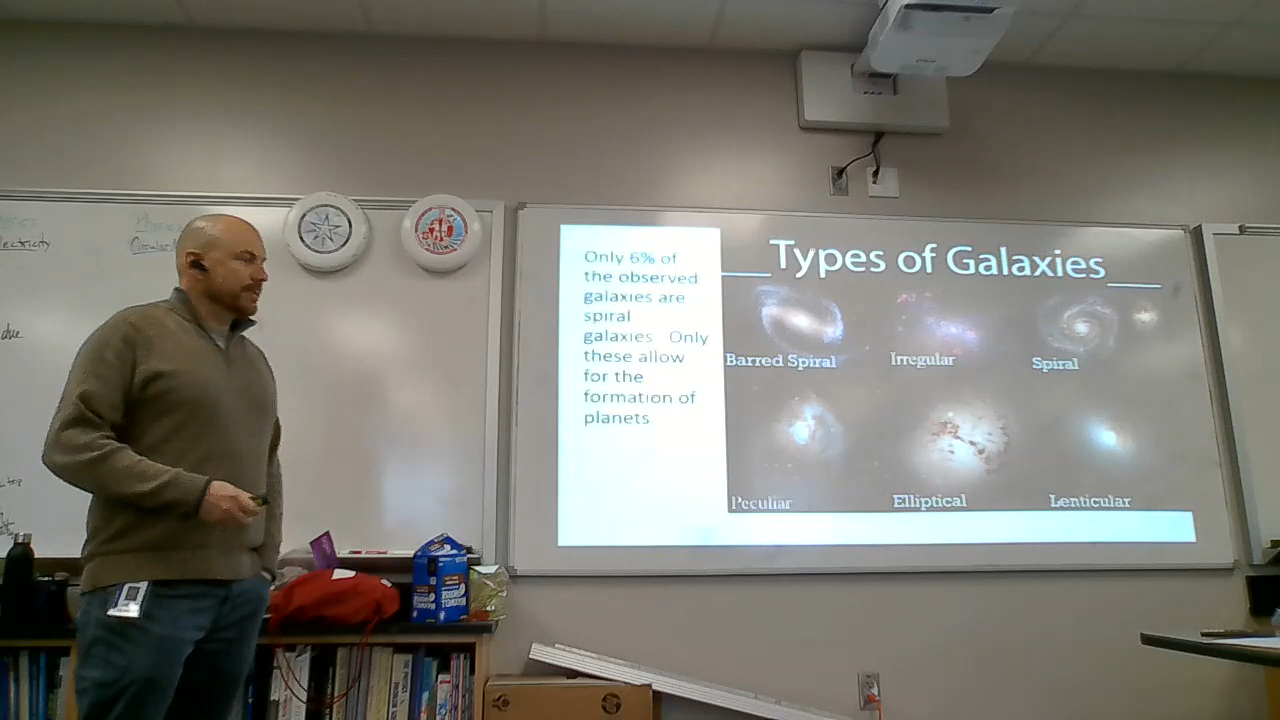 Types of Galaxies
Only 6% of
the observed
galaxies are
spiral
galaxies Only
these allow
for the
formation of
planets
Barred Spiral
Irregular
Spiral
Peculiar
Elliptical
Lenticular
due